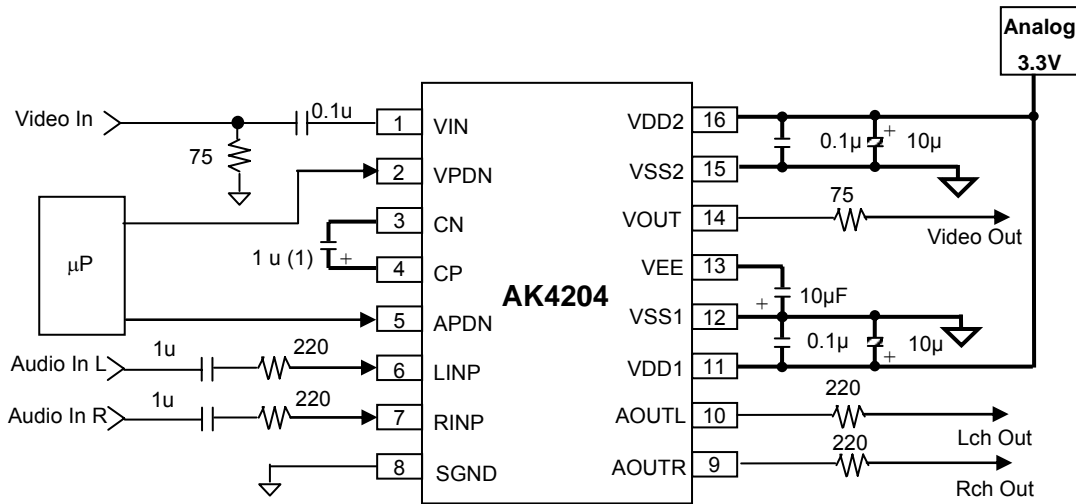 Analog
3.3V
Video In
0.1u
1
VIN
VDD2
16
0.1µ
+
10µ
75
2
VPDN
VSS2
15
75
3
CN
VOUT
14
Video Out
µP
1 u (1)
+
4
CP
VEE
13
AK4204
10µF
+
5
APDN
VSS1
12
0.1µ
10µ
+
Audio In L
1u
220
6
LINP
VDD1
11
Audio In R
1u
220
7
RINP
AOUTL
10
220
Lch Out
8
SGND
AOUTR
9
220
Rch Out